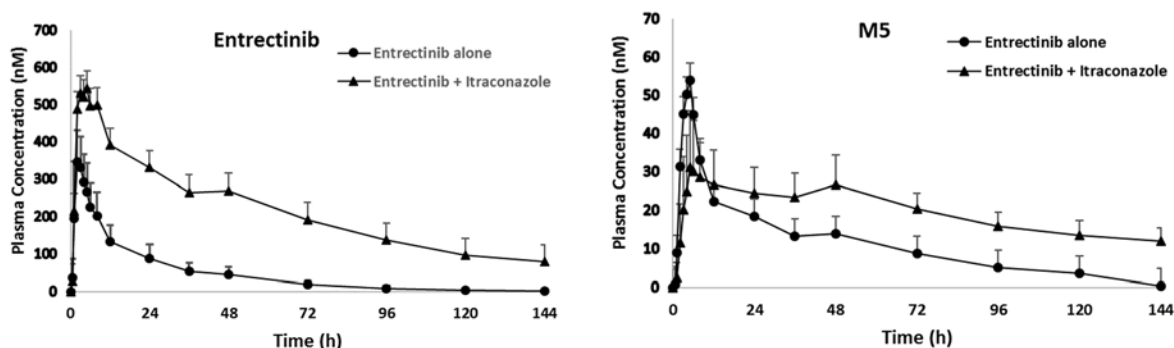 Entrectinib
Plasma Concentration (nM)
700
600
500
400
300
200
100
0
Entrectinib alone
Entrectinib + Itraconazole
0 24 48 72 96 120 144
Time (h)
M5
Plasma Concentration (nM)
70
60
50
40
30
20
10
0
Entrectinib alone
Entrectinib + Itraconazole
0 24 48 72 96 120 144
Time (h)